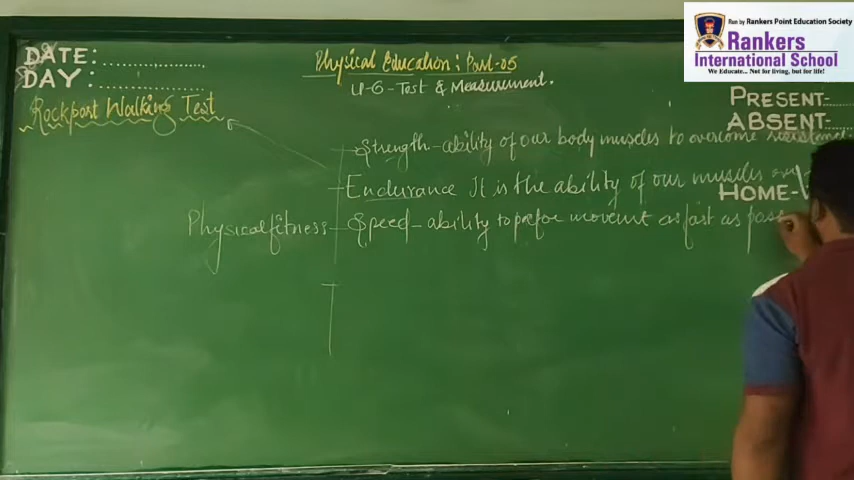 Run by Rankers Point Education Society
Rankers
International School
"We Educate... Not for living, but for life!
DATE:
DAY:
Physical Education: Part-05
L-6-Test & Measurement.
PRESENT
ABSENT
HOME-
Rockport Walking Test
Strength-ability of our body muscles to overcome resistance
Endurance It is the ability of our muscles
Physical fitness
Speed-ability to movement as fast as poss